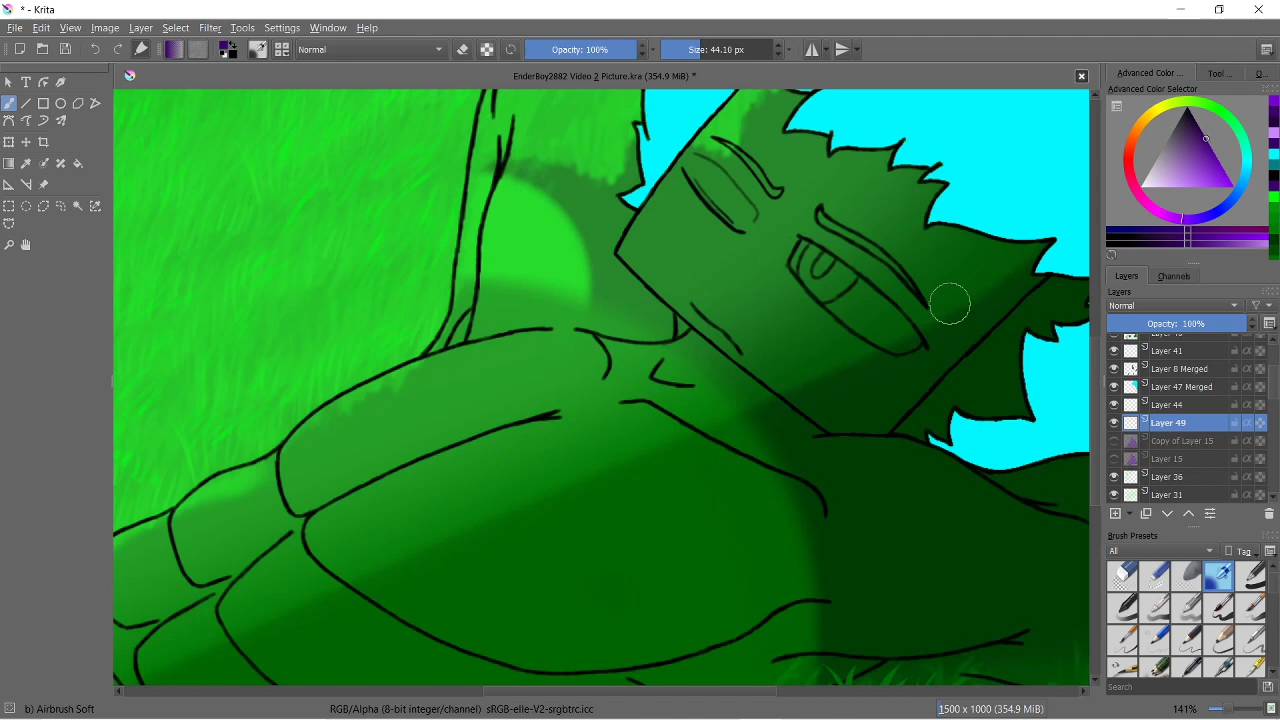 * - Krita
File Edit View Image Layer Select Filter Tools Settings Window Help
Normal Opacity: 100% Size: 44.10 px
EnderBoy2882 Video 2 Picture.kra (354.9 MiB) *
Advanced Color ... Tool ... O...
Advanced Color Selector
Layers Channels
Layers
Normal
Opacity: 100%
Layer 41
Layer 8 Merged
Layer 47 Merged
Layer 44
Layer 49
Copy of Layer 15
Layer 15
Layer 36
Layer 31
Brush Presets
All Tag
Search
b) Airbrush Soft RGB/Alpha (8-bit integer/channel) sRGB-elle-V2-srgbtrc.icc 1500 x 1000 (354.9 MiB) 141%